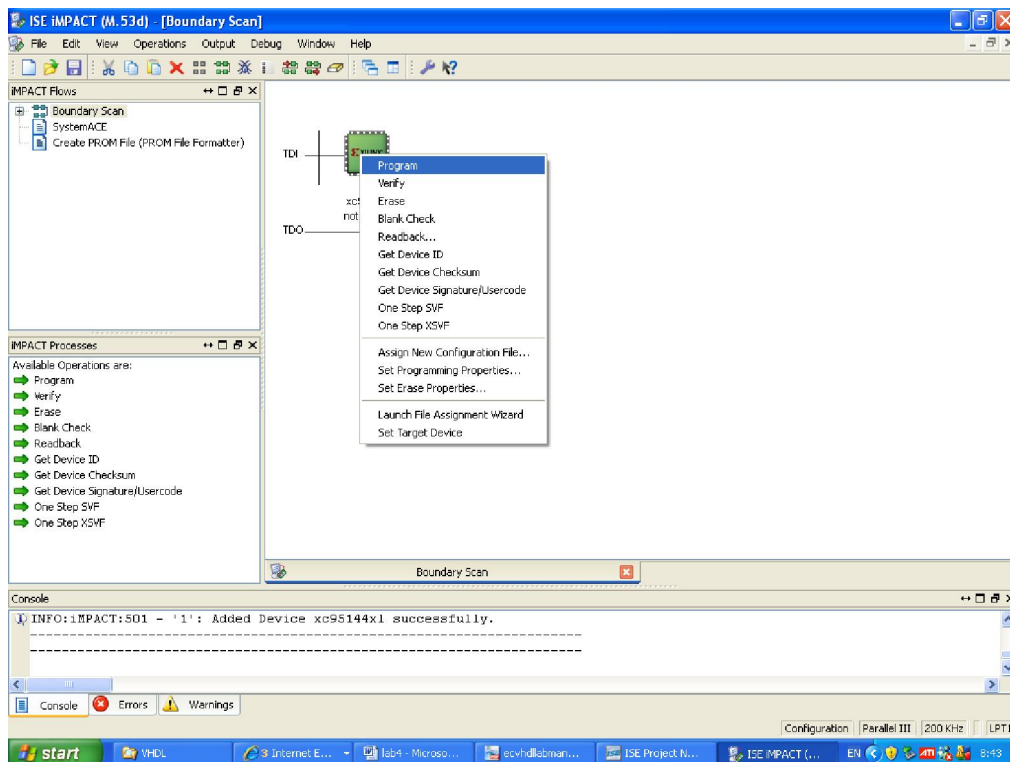 ISE iMPACT (M.53d) - [Boundary Scan]
File Edit View Operations Output Debug Window Help
iMPACT Flows
Boundary Scan
SystemACE
Create PROM File (PROM File Formatter)
TDI
TDO
not
Program
Verify
Erase
Blank Check
Readback...
Get Device ID
Get Device Checksum
Get Device Signature/Usercode
One Step SVF
One Step XSVF
Assign New Configuration File...
Set Programming Properties...
Set Erase Properties...
Launch File Assignment Wizard
Set Target Device
iMPACT Processes
Available Operations are:
Program
Verify
Erase
Blank Check
Readback
Get Device ID
Get Device Checksum
Get Device Signature/Usercode
One Step SVF
One Step XSVF
Boundary Scan
Console
INFO:iMPACT:501 - '1': Added Device xc95144xl successfully.
Console Errors Warnings
Configuration Parallel III 200 KHz LPT1
start VHDL 3 Internet E... lab4 - Microso... ecvhdllabman... ISE Project N... ISE iMPACT (... EN 8:43